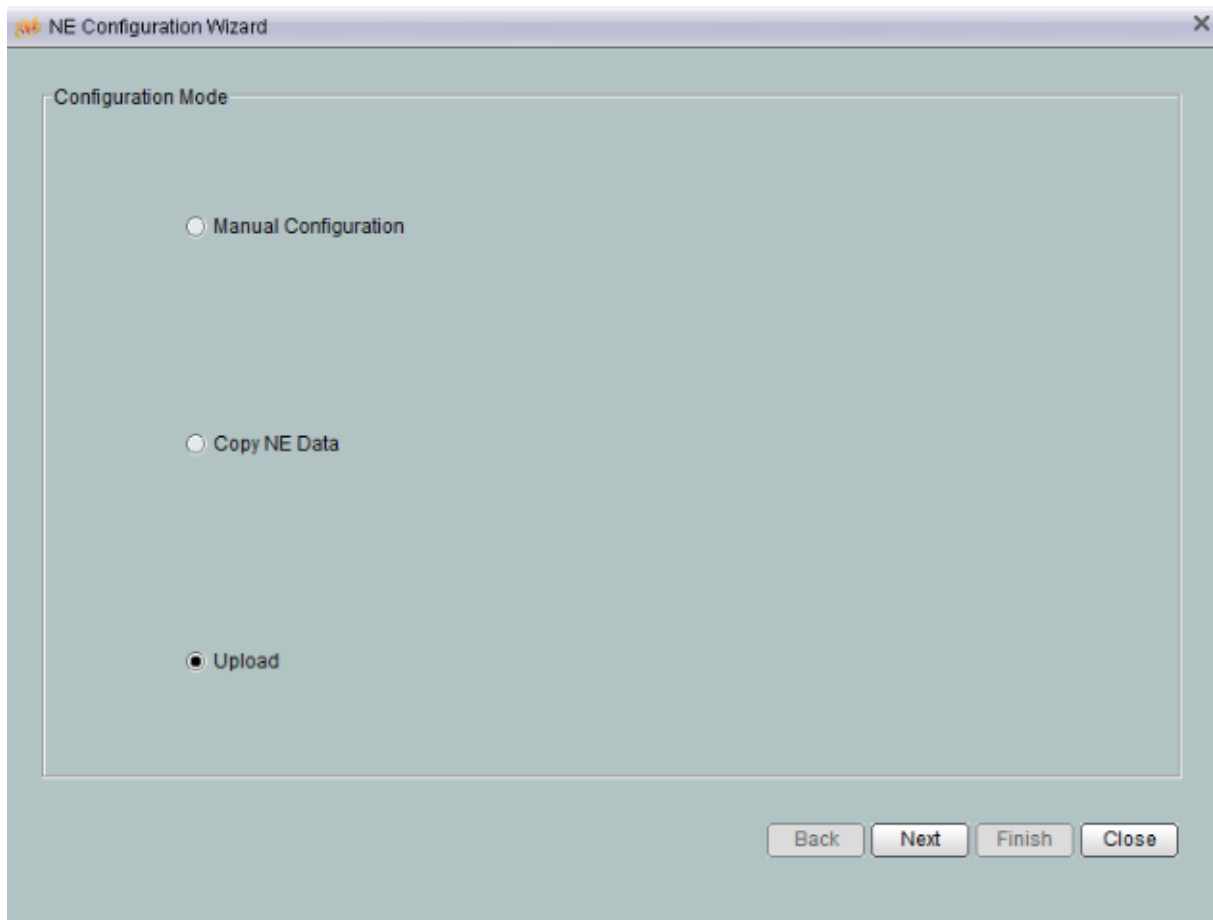 NE Configuration Wizard
Configuration Mode
Manual Configuration
Copy NE Data
Upload
Back Next Finish Close